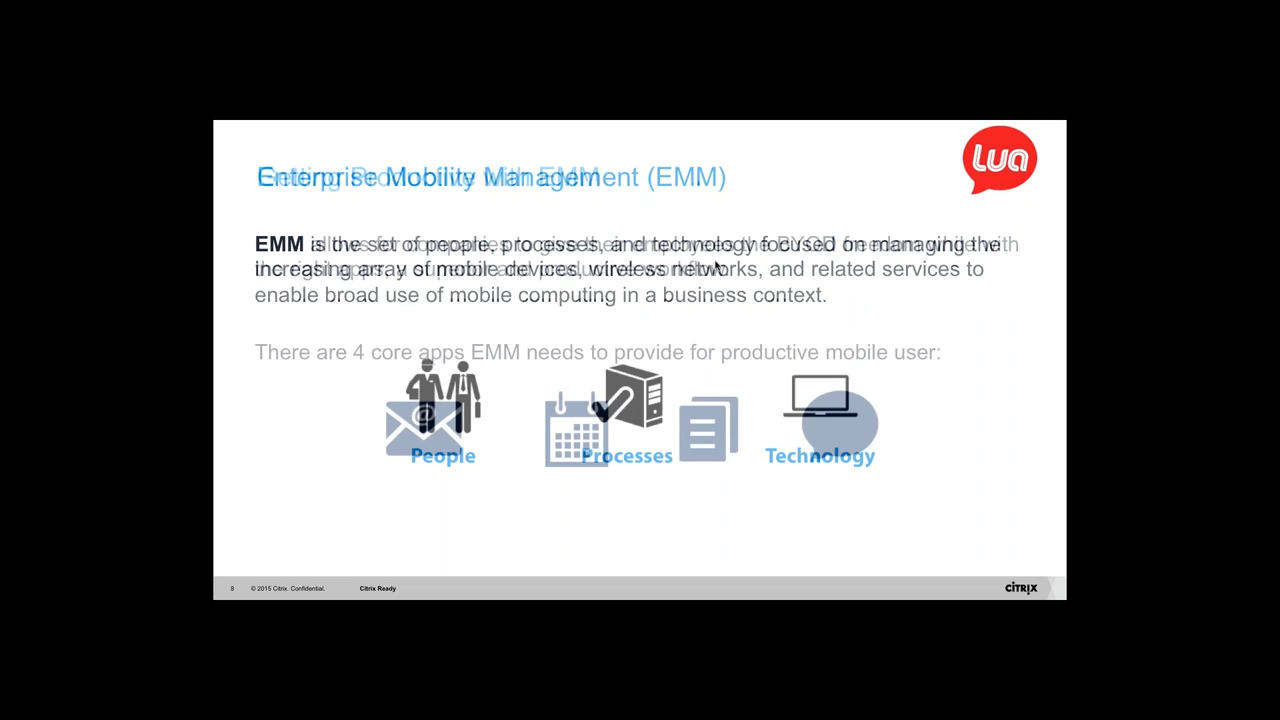 Lua
Enterprise Mobility Management (EMM)
EMM is the set of people, processes, and technology focused on managing the
increasing array of mobile devices, wireless networks, and related services to
enable broad use of mobile computing in a business context.
There are 4 core apps EMM needs to provide for productive mobile user:
@
People Processes Technology
8 © 2015 Citrix. Confidential. Citrix Ready CITRIX